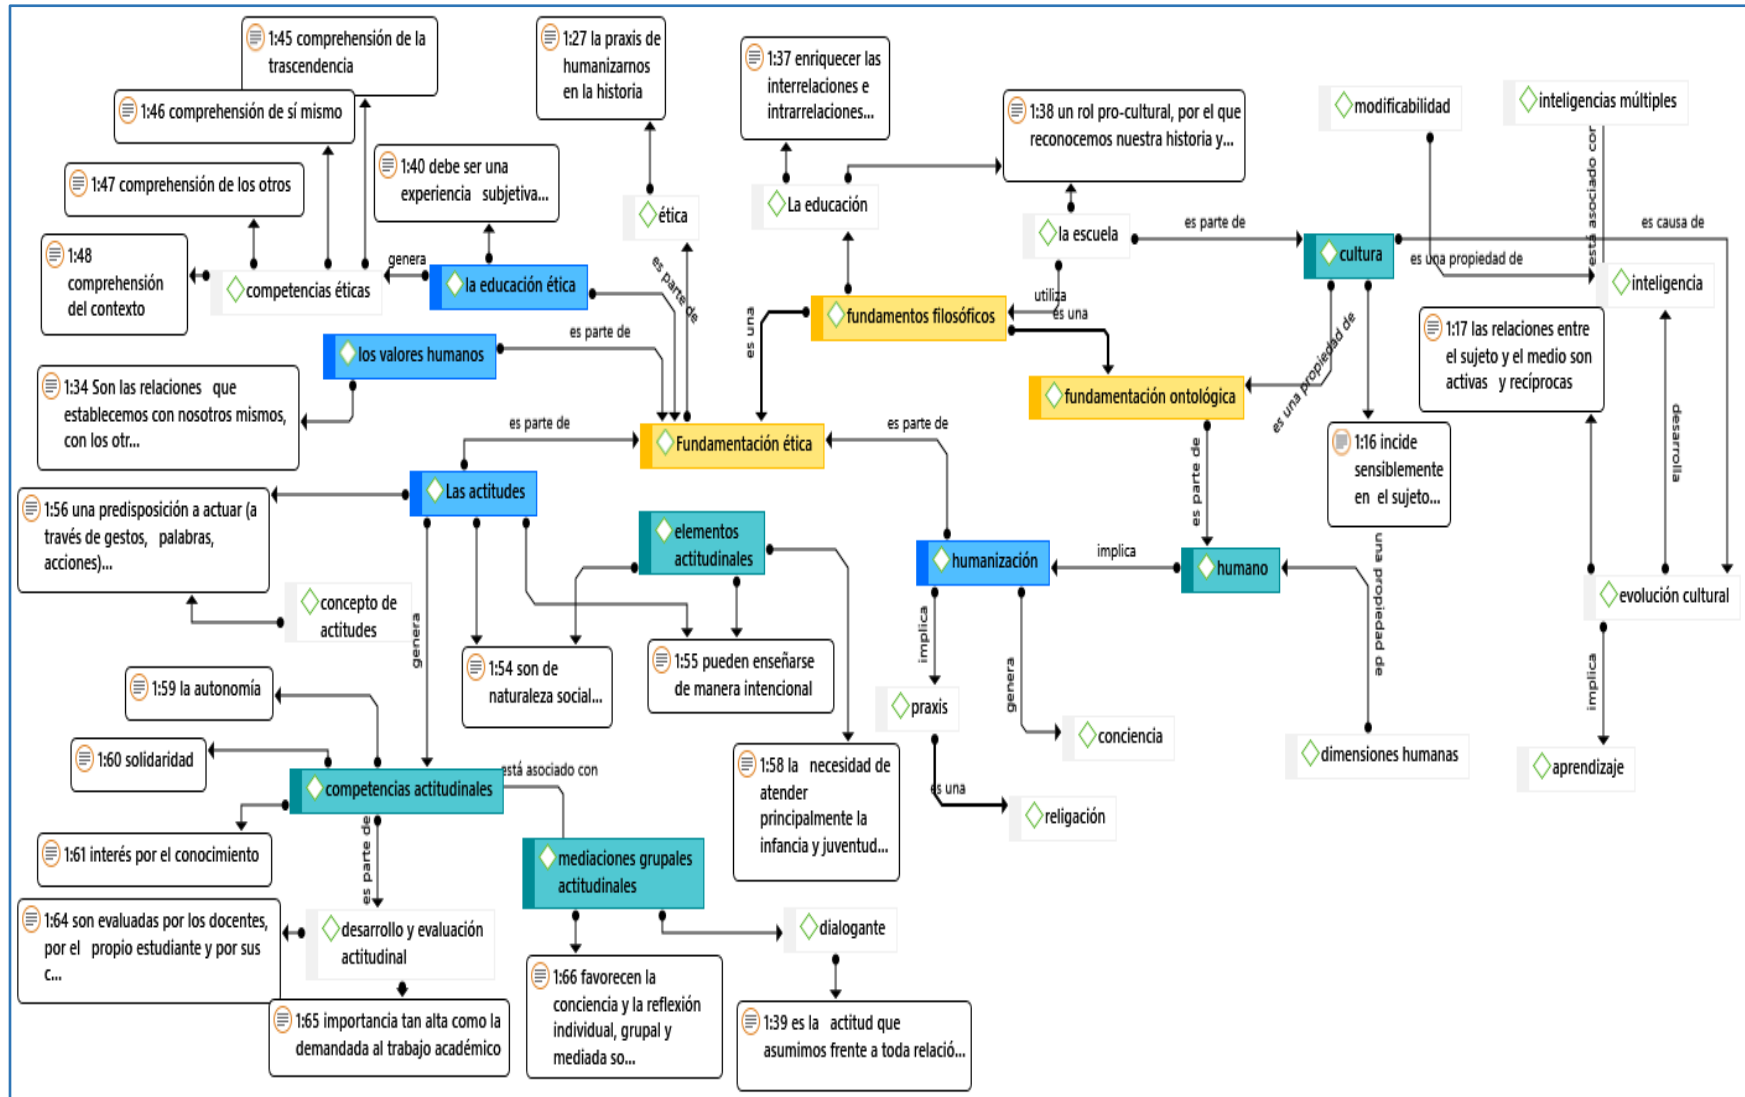 1:45 comprehensión de la
trascendencia
1:46 comprehensión de sí mismo
1:47 comprehensión de los otros
1:48
comprehensión
del contexto
1:40 debe ser una
experiencia subjetiva...
1:27 la praxis de
humanizarnos
en la historia
1:37 enriquecer las
interrelaciones e
intrarrelaciones...
1:38 un rol pro-cultural, por el que
reconocemos nuestra historia y...
modificabilidad
inteligencias múltiples
está asociado con
ética
La educación
la escuela
es parte de
cultura
es causa de
es una propiedad de
inteligencia
competencias éticas
genera
la educación ética
es parte de
utiliza
fundamentos filosóficos
es una
es una
es una propiedad de
los valores humanos
es parte de
1:34 Son las relaciones que
establecemos con nosotros mismos,
con los otr...
1:17 las relaciones entre
el sujeto y el medio son
activas y recíprocas
fundamentación ontológica
es parte de
Fundamentación ética
es parte de
1:16 incide
sensiblemente
en el sujeto...
desarrolla
es parte de
Las actitudes
1:56 una predisposición a actuar (a
través de gestos, palabras,
acciones)...
elementos
actitudinales
humanización
implica
humano
una propiedad de
evolución cultural
concepto de
actitudes
genera
1:54 son de
naturaleza social...
1:55 pueden enseñarse
de manera intencional
implica
genera
implica
1:59 la autonomía
praxis
conciencia
dimensiones humanas
aprendizaje
1:60 solidaridad
competencias actitudinales
está asociado con
1:58 la necesidad de
atender
principalmente la
infancia y juventud...
es una
religación
1:61 interés por el conocimiento
es parte de
mediaciones grupales
actitudinales
1:64 son evaluadas por los docentes,
por el propio estudiante y por sus
c...
desarrollo y evaluación
actitudinal
dialogante
1:65 importancia tan alta como la
demandada al trabajo académico
1:66 favorecen la
conciencia y la reflexión
individual, grupal y
mediada so...
1:39 es la actitud que
asumimos frente a toda relació...